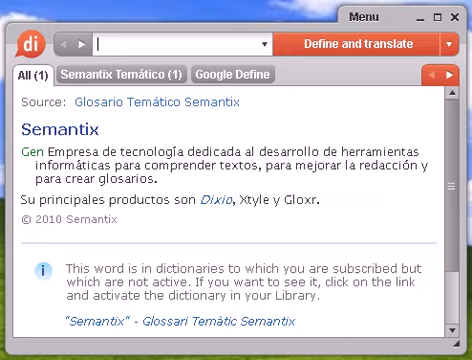 Menu
di
Define and translate
All (1)
Semantix Temático (1)
Google Define
Source: Glosario Temático Semantix
Semantix
Gen Empresa de tecnología dedicada al desarrollo de herramientas
informáticas para comprender textos, para mejorar la redacción y
para crear glosarios.
Su principales productos son Dixio, Xtyle y Gloxr.
© 2010 Semantix
i
This word is in dictionaries to which you are subscribed but
which are not active. If you want to see it, click on the link
and activate the dictionary in your Library.
"Semantix" - Glossari Temàtic Semantix